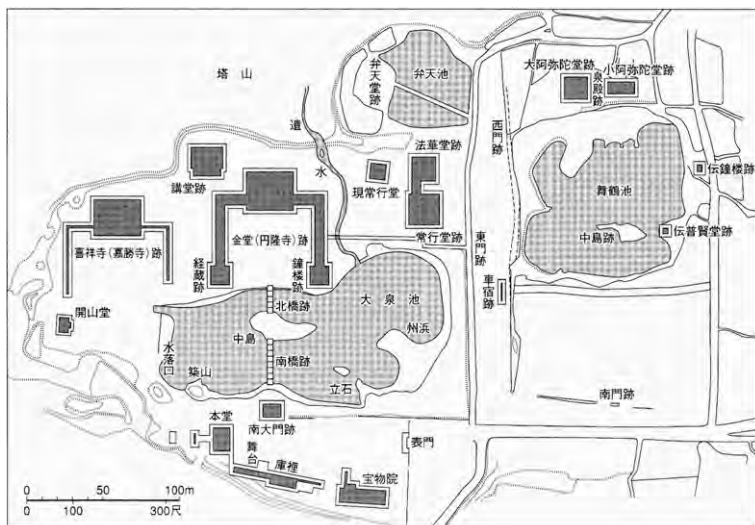 塔山
弁天堂跡
弁天池
大阿弥陀堂跡
小阿弥陀堂跡
泉殿跡
遣水
法華堂跡
西門跡
講堂跡
現常行堂
舞鶴池
伝鐘楼跡
喜祥寺（嘉勝寺）跡
金堂（円隆寺）跡
常行堂跡
東門跡
中島跡
伝普賢堂跡
経蔵跡
鐘楼跡
車宿跡
開山堂
北橋跡
大泉池
州浜
水落口
中島
築山
南橋跡
立石
南門跡
本堂
南大門跡
表門
舞台
庫裡
宝物院
0 50 100m
0 100 300尺